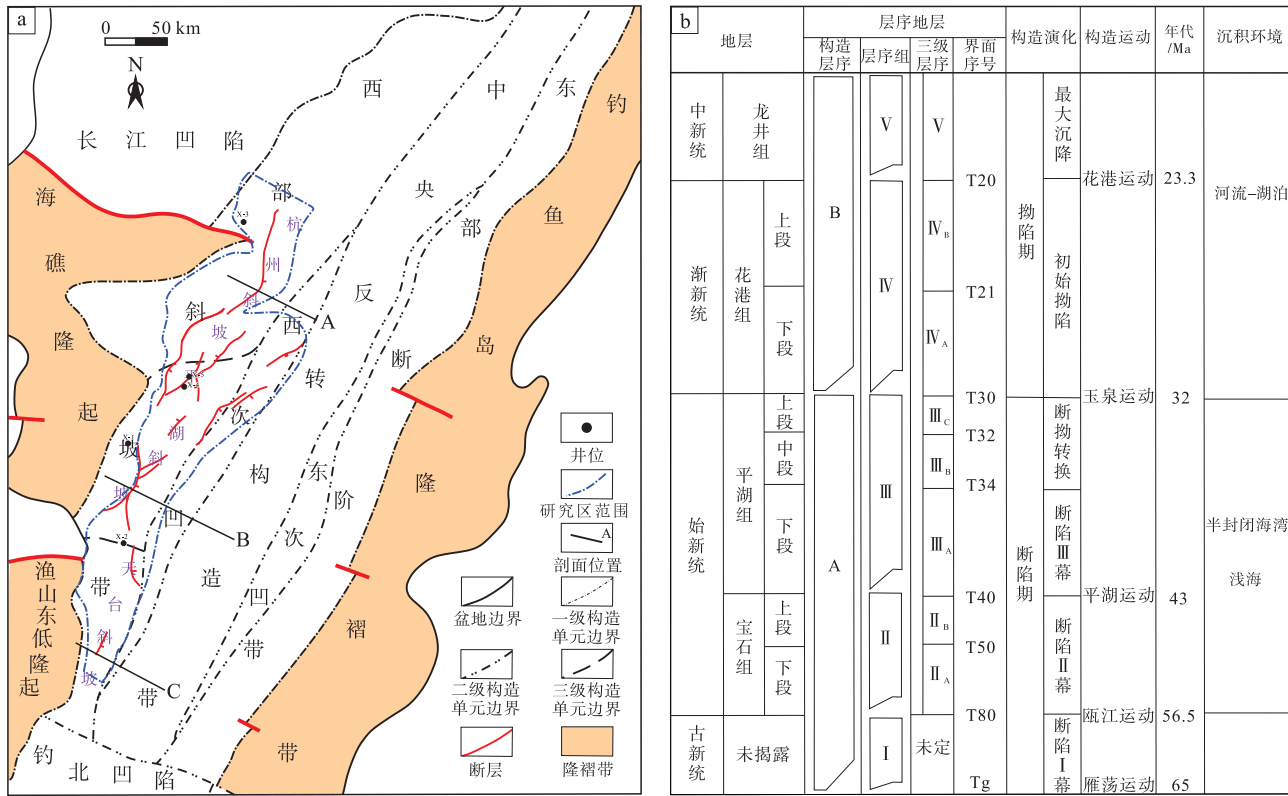 a
0 50 km
N
长江凹陷
西部斜坡带
中央反转构造带
东部断阶带
钓鱼岛隆褶带
海礁隆起
渔山东低隆起
钓北凹陷
西次凹
东次凹
杭州斜坡
平湖斜坡
天台斜坡
X-3
X-2
A
B
C
井位
研究区范围
A
剖面位置
盆地边界
一级构造
单元边界
二级构造
单元边界
三级构造
单元边界
断层
隆褶带
b
地层
层序地层
构造演化
构造运动
年代
/Ma
沉积环境
构造
层序
层序组
三级
层序
界面
序号
中新统
龙井组
B
V
V
最大沉降
T20
花港运动
23.3
河流–湖泊
渐新统
花港组
上段
下段
IV
IVB
T21
IVA
拗陷期
初始拗陷
T30
玉泉运动
32
始新统
平湖组
上段
中段
下段
A
III
IIIC
T32
IIIB
T34
IIIA
断拗转换
断陷III幕
断陷期
半封闭海湾
浅海
T40
平湖运动
43
宝石组
上段
下段
II
IIB
T50
IIA
断陷II幕
T80
瓯江运动
56.5
古新统
未揭露
I
未定
断陷I幕
Tg
雁荡运动
65